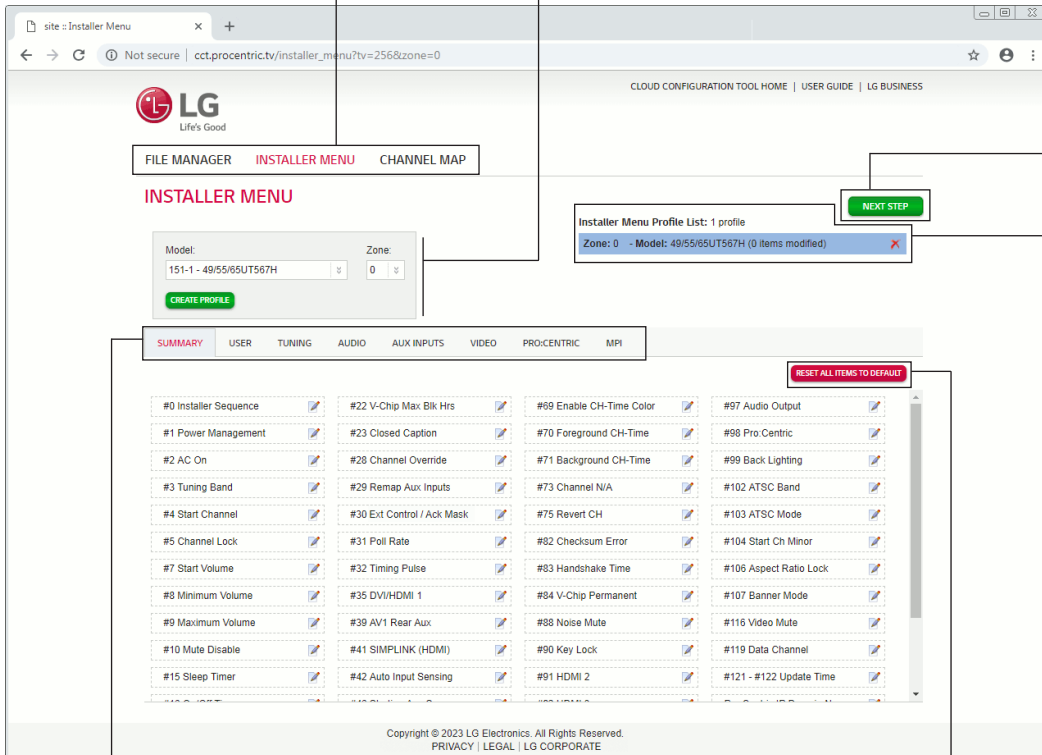 site :: Installer Menu
Not secure | cct.procentric.tv/installer_menu?tv=256&zone=0
CLOUD CONFIGURATION TOOL HOME | USER GUIDE | LG BUSINESS
LG
Life's Good
FILE MANAGER INSTALLER MENU CHANNEL MAP
INSTALLER MENU
NEXT STEP
Installer Menu Profile List: 1 profile
Zone: 0 - Model: 49/55/65UT567H (0 items modified)
Model: Zone:
151-1 - 49/55/65UT567H 0
CREATE PROFILE
SUMMARY USER TUNING AUDIO AUX INPUTS VIDEO PRO:CENTRIC MPI
RESET ALL ITEMS TO DEFAULT
#0 Installer Sequence #22 V-Chip Max Blk Hrs #69 Enable CH-Time Color #97 Audio Output
#1 Power Management #23 Closed Caption #70 Foreground CH-Time #98 Pro:Centric
#2 AC On #28 Channel Override #71 Background CH-Time #99 Back Lighting
#3 Tuning Band #29 Remap Aux Inputs #73 Channel N/A #102 ATSC Band
#4 Start Channel #30 Ext Control / Ack Mask #75 Revert CH #103 ATSC Mode
#5 Channel Lock #31 Poll Rate #82 Checksum Error #104 Start Ch Minor
#7 Start Volume #32 Timing Pulse #83 Handshake Time #106 Aspect Ratio Lock
#8 Minimum Volume #35 DVI/HDMI 1 #84 V-Chip Permanent #107 Banner Mode
#9 Maximum Volume #39 AV1 Rear Aux #88 Noise Mute #116 Video Mute
#10 Mute Disable #41 SIMPLINK (HDMI) #90 Key Lock #119 Data Channel
#15 Sleep Timer #42 Auto Input Sensing #91 HDMI 2 #121 - #122 Update Time
Copyright © 2023 LG Electronics. All Rights Reserved.
PRIVACY | LEGAL | LG CORPORATE